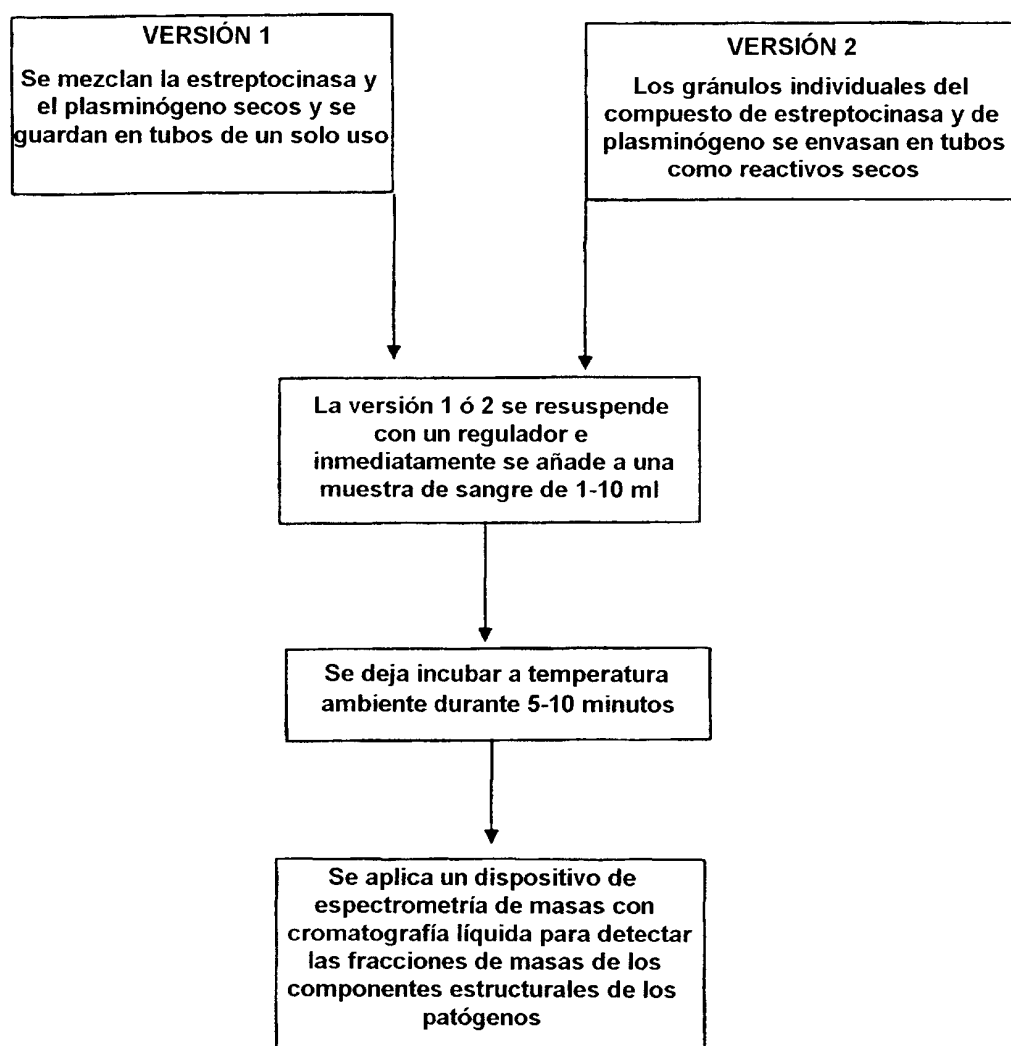 VERSIÓN 1
Se mezclan la estreptocinasa y
el plasminógeno secos y se
guardan en tubos de un solo uso
VERSIÓN 2
Los gránulos individuales del
compuesto de estreptocinasa y de
plasminógeno se envasan en tubos
como reactivos secos
La versión 1 ó 2 se resuspende
con un regulador e
inmediatamente se añade a una
muestra de sangre de 1-10 ml
Se deja incubar a temperatura
ambiente durante 5-10 minutos
Se aplica un dispositivo de
espectrometría de masas con
cromatografía líquida para detectar
las fracciones de masas de los
componentes estructurales de los
patógenos